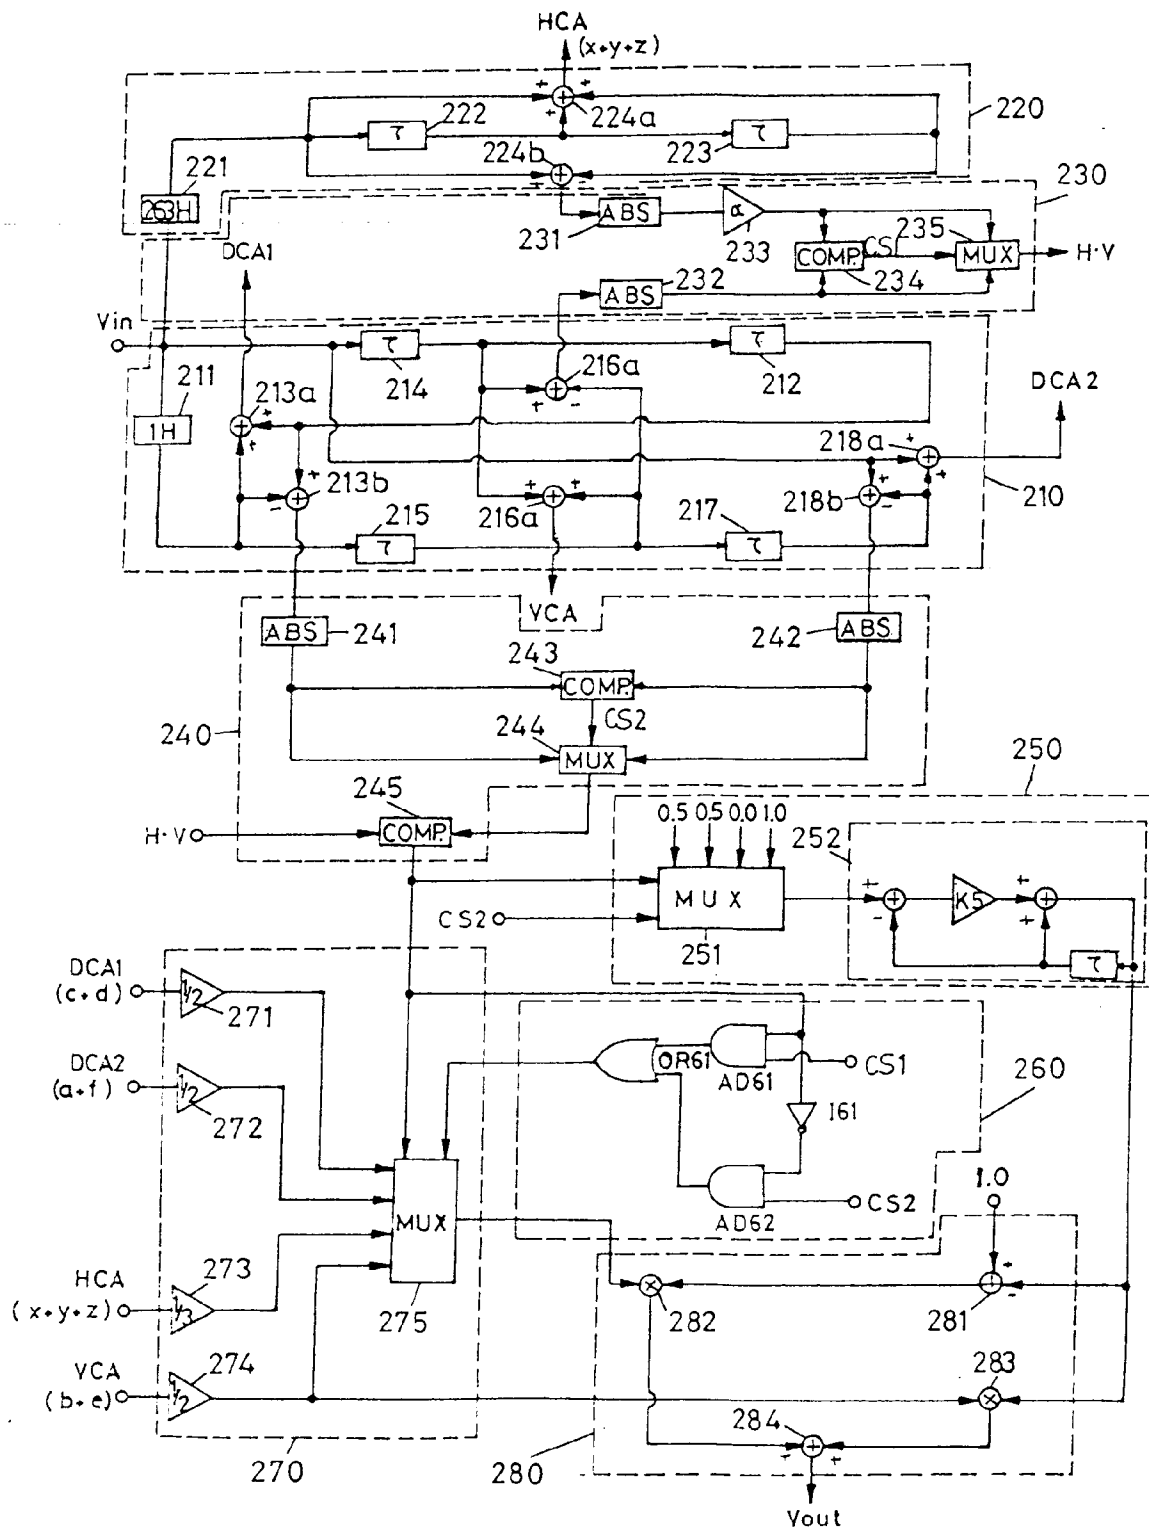 HCA
(x+y+z)
+ +
+
222
τ
224a
τ
223
220
224b
+ -
221
263H
ABS
231
α
233
230
235
CS1
COMP.
234
MUX
H·V
DCA1
ABS
232
Vin
τ
214
τ
212
216a
+ -
211
1H
213a
+
+
DCA2
218a
+
+
+
213b
-
+ +
216a
+
218b
-
210
215
τ
217
τ
VCA
ABS
241
242
ABS
243
COMP.
CS2
240
244
MUX
250
245
H·V
COMP.
0.5 0.5 0.0 1.0
252
MUX
251
CS2
+
-
K5
+
+
τ
DCA1
(c+d)
1/2
271
DCA2
(a+f)
1/2
272
OR61
AD61
CS1
260
I61
AD62
CS2
1.0
MUX
275
HCA
(x+y+z)
273
1/3
282
281
+
-
VCA
(b+e)
274
1/2
283
284
+ +
270
280
Vout